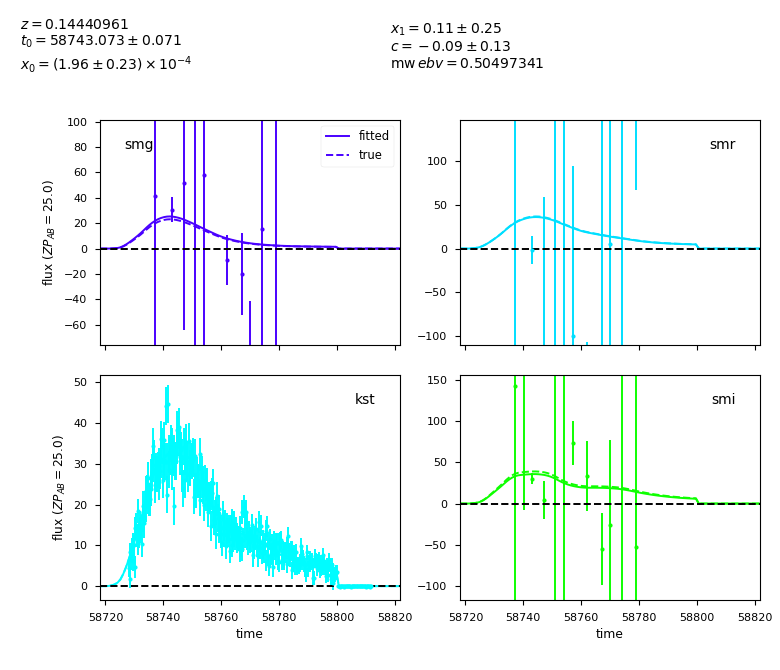 z = 0.14440961
t₀ = 58743.073 ± 0.071
x₀ = (1.96 ± 0.23) × 10⁻⁴
x₁ = 0.11 ± 0.25
c = −0.09 ± 0.13
mw ebv = 0.50497341
100
80
60
40
20
0
−20
−40
−60
flux (ZP_AB = 25.0)
smg
fitted
true
100
50
0
−50
−100
smr
50
40
30
20
10
0
flux (ZP_AB = 25.0)
kst
58720 58740 58760 58780 58800 58820
time
150
100
50
0
−50
−100
smi
58720 58740 58760 58780 58800 58820
time